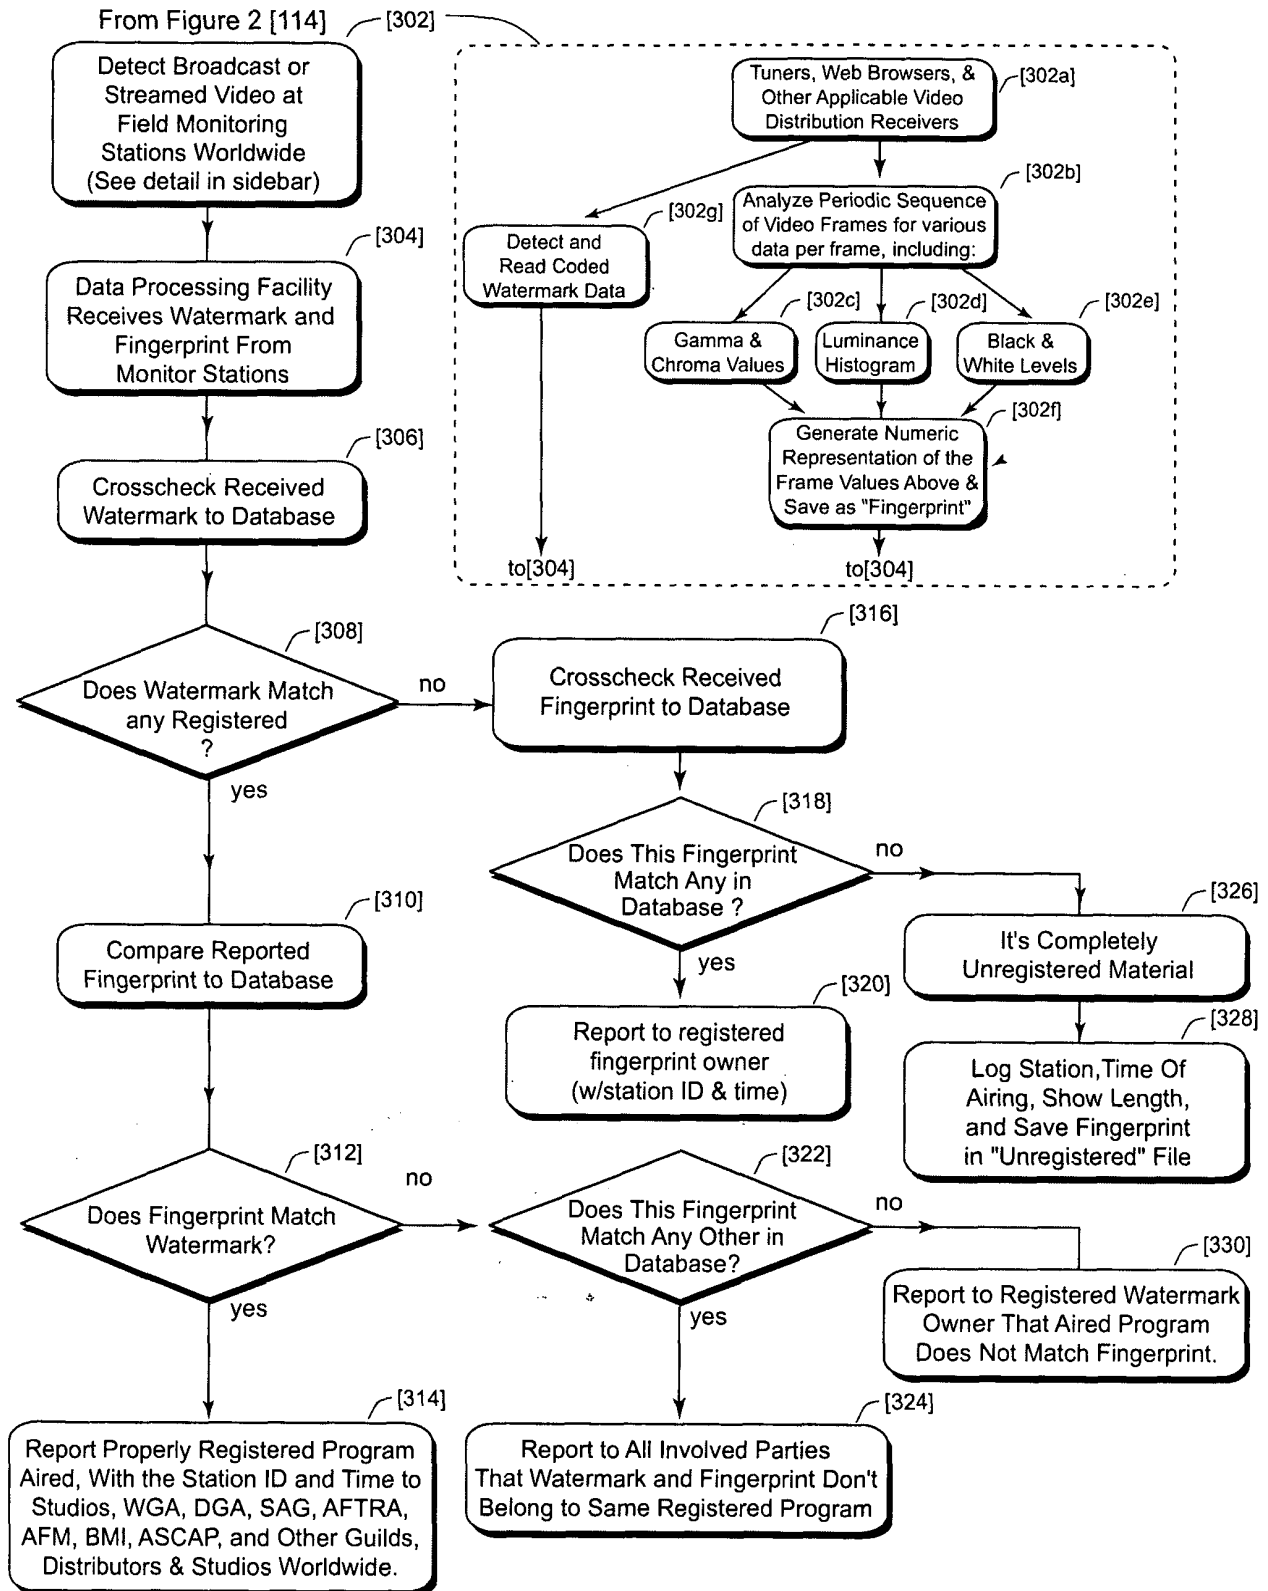 From Figure 2 [114]
[302]
Detect Broadcast or
Streamed Video at
Field Monitoring
Stations Worldwide
(See detail in sidebar)
[304]
Data Processing Facility
Receives Watermark and
Fingerprint From
Monitor Stations
[306]
Crosscheck Received
Watermark to Database
Tuners, Web Browsers, &
Other Applicable Video
Distribution Receivers
[302a]
[302b]
Analyze Periodic Sequence
of Video Frames for various
data per frame, including:
[302g]
Detect and
Read Coded
Watermark Data
[302c]
Gamma &
Chroma Values
[302d]
Luminance
Histogram
[302e]
Black &
White Levels
[302f]
Generate Numeric
Representation of the
Frame Values Above &
Save as "Fingerprint"
to[304]
to[304]
[308]
Does Watermark Match
any Registered
?
no
yes
[316]
Crosscheck Received
Fingerprint to Database
[318]
Does This Fingerprint
Match Any in
Database ?
no
yes
[326]
It's Completely
Unregistered Material
[310]
Compare Reported
Fingerprint to Database
[320]
Report to registered
fingerprint owner
(w/station ID & time)
[328]
Log Station,Time Of
Airing, Show Length,
and Save Fingerprint
in "Unregistered" File
[312]
Does Fingerprint Match
Watermark?
no
yes
[322]
Does This Fingerprint
Match Any Other in
Database?
no
yes
[330]
Report to Registered Watermark
Owner That Aired Program
Does Not Match Fingerprint.
[314]
Report Properly Registered Program
Aired, With the Station ID and Time to
Studios, WGA, DGA, SAG, AFTRA,
AFM, BMI, ASCAP, and Other Guilds,
Distributors & Studios Worldwide.
[324]
Report to All Involved Parties
That Watermark and Fingerprint Don't
Belong to Same Registered Program